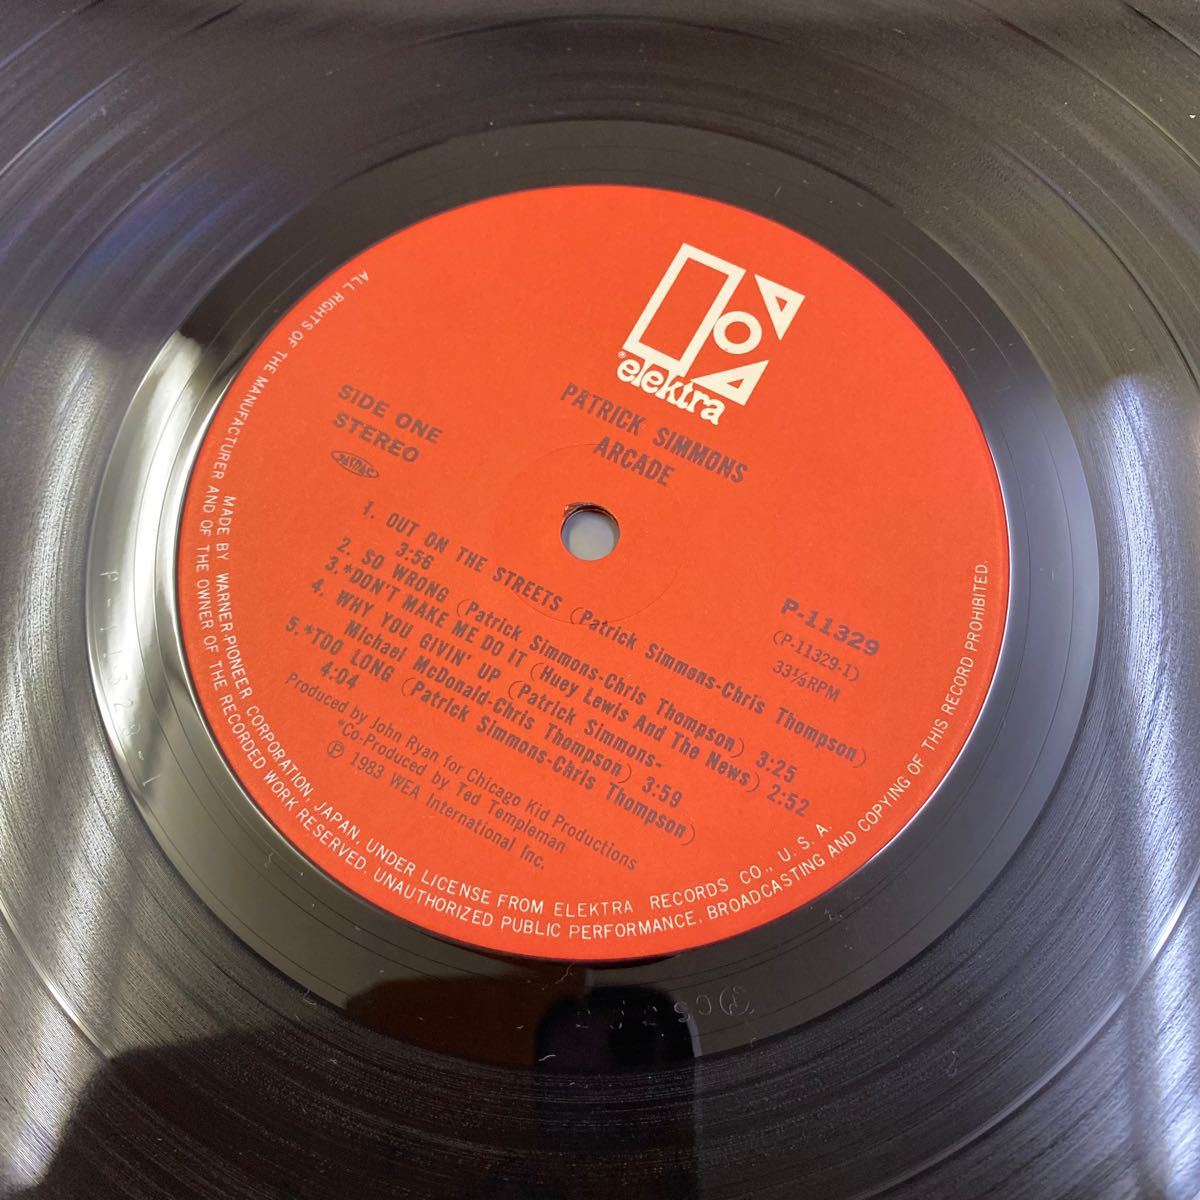 ® elektra
PATRICK SIMMONS
ARCADE
SIDE ONE
STEREO
P-11329
(P-11329-1)
33⅓RPM
1. OUT ON THE STREETS (Patrick Simmons-Chris Thompson)
3:56
2. SO WRONG (Patrick Simmons-Chris Thompson) 3:25
3. *DON'T MAKE ME DO IT (Huey Lewis And The News) 2:52
4. WHY YOU GIVIN' UP (Patrick Simmons-
Michael McDonald-Chris Thompson) 3:59
5. *TOO LONG (Patrick Simmons-Chris Thompson)
4:04
Produced by John Ryan for Chicago Kid Productions
*Co-Produced by Ted Templeman
Ⓟ 1983 WEA International Inc.
MADE BY WARNER-PIONEER CORPORATION, JAPAN, UNDER LICENSE FROM ELEKTRA RECORDS CO., U. S. A.
ALL RIGHTS OF THE MANUFACTURER AND OF THE OWNER OF THE RECORDED WORK RESERVED. UNAUTHORIZED PUBLIC PERFORMANCE, BROADCASTING AND COPYING OF THIS RECORD PROHIBITED.